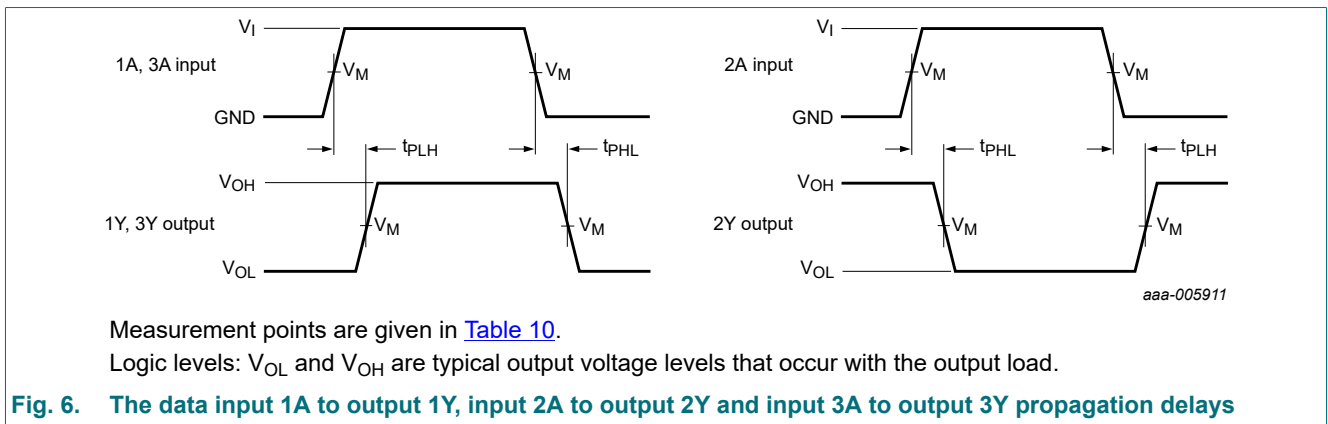 VI
1A, 3A input
VM
VM
GND
tPLH
tPHL
VOH
1Y, 3Y output
VM
VM
VOL
VI
2A input
VM
VM
GND
tPHL
tPLH
VOH
2Y output
VM
VM
VOL
aaa-005911
Measurement points are given in Table 10.
Logic levels: VOL and VOH are typical output voltage levels that occur with the output load.
Fig. 6. The data input 1A to output 1Y, input 2A to output 2Y and input 3A to output 3Y propagation delays